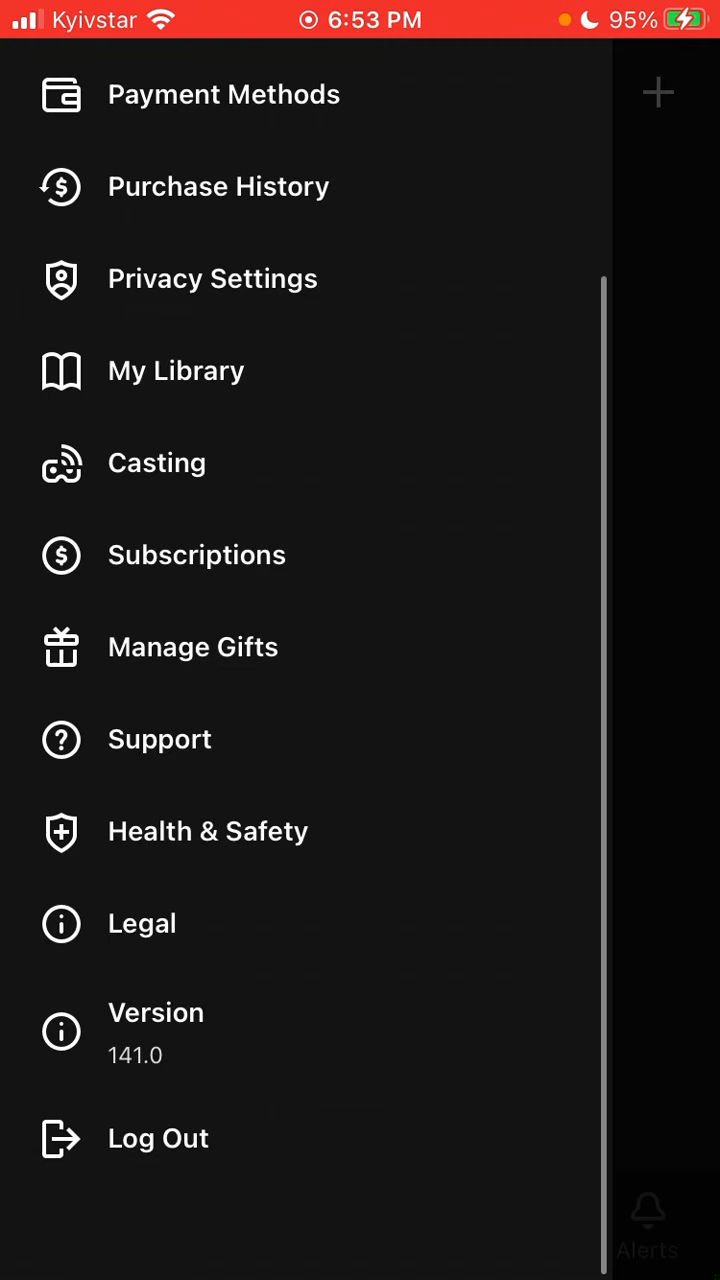 Kyivstar 6:53 PM 95%
Payment Methods
Purchase History
Privacy Settings
My Library
Casting
Subscriptions
Manage Gifts
Support
Health & Safety
Legal
Version
141.0
Log Out
Alerts